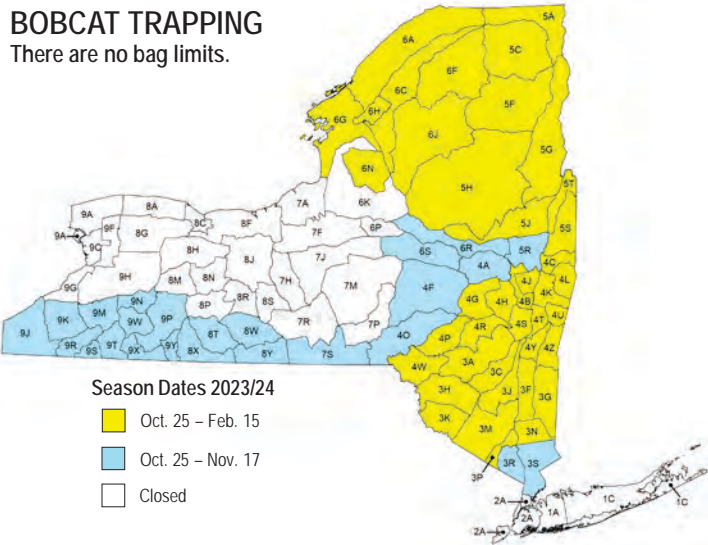 BOBCAT TRAPPING
There are no bag limits.
5A
6A
5C
6F
6C
5F
6H
6G
6J
5G
6N
5H
5T
7A
6K
8A
9A
8C
8F
9F
8G
7F
6P
5J
5S
9A
9C
6R
6S
5R
8H
7J
4A
4C
8J
9H
4L
8M
8N
7H
7M
4F
4J
4K
9G
4G
4H
4B
9N
8R
8S
8P
9M
9P
4U
9K
9W
7R
7P
4R
4S
4T
9J
8T
8W
4O
4P
9R
9S
9T
9X
9Y
8X
8Y
7S
4Y
4Z
3A
4W
3C
3H
3J
3F
3G
3K
3M
3N
3R
3S
3P
2A
1C
1C
2A
1A
2A
Season Dates 2023/24
Oct. 25 – Feb. 15
Oct. 25 – Nov. 17
Closed